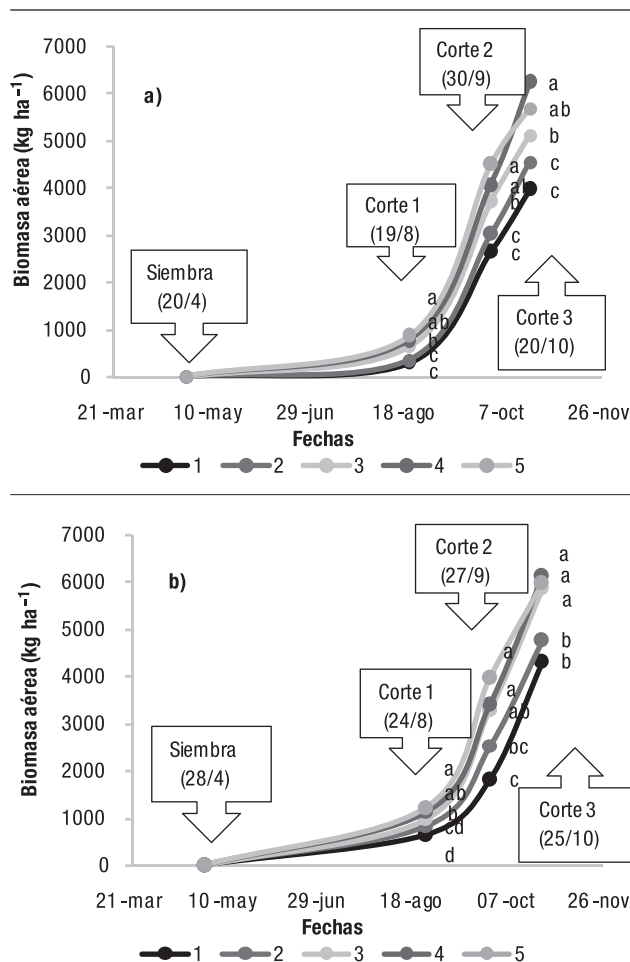 7000
6000
5000
4000
3000
2000
1000
0
Biomasa aérea (kg ha⁻¹)
a)
Siembra
(20/4)
Corte 1
(19/8)
Corte 2
(30/9)
Corte 3
(20/10)
a
ab
b
c
c
a
ab
b
c
c
a
ab
b
c
c
21-mar 10-may 29-jun 18-ago 7-oct 26-nov
Fechas
1 2 3 4 5
7000
6000
5000
4000
3000
2000
1000
0
Biomasa aérea (kg ha⁻¹)
b)
Siembra
(28/4)
Corte 1
(24/8)
Corte 2
(27/9)
Corte 3
(25/10)
a
ab
b
cd
d
a
a
ab
bc
c
a
a
a
b
b
21-mar 10-may 29-jun 18-ago 07-oct 26-nov
Fechas
1 2 3 4 5